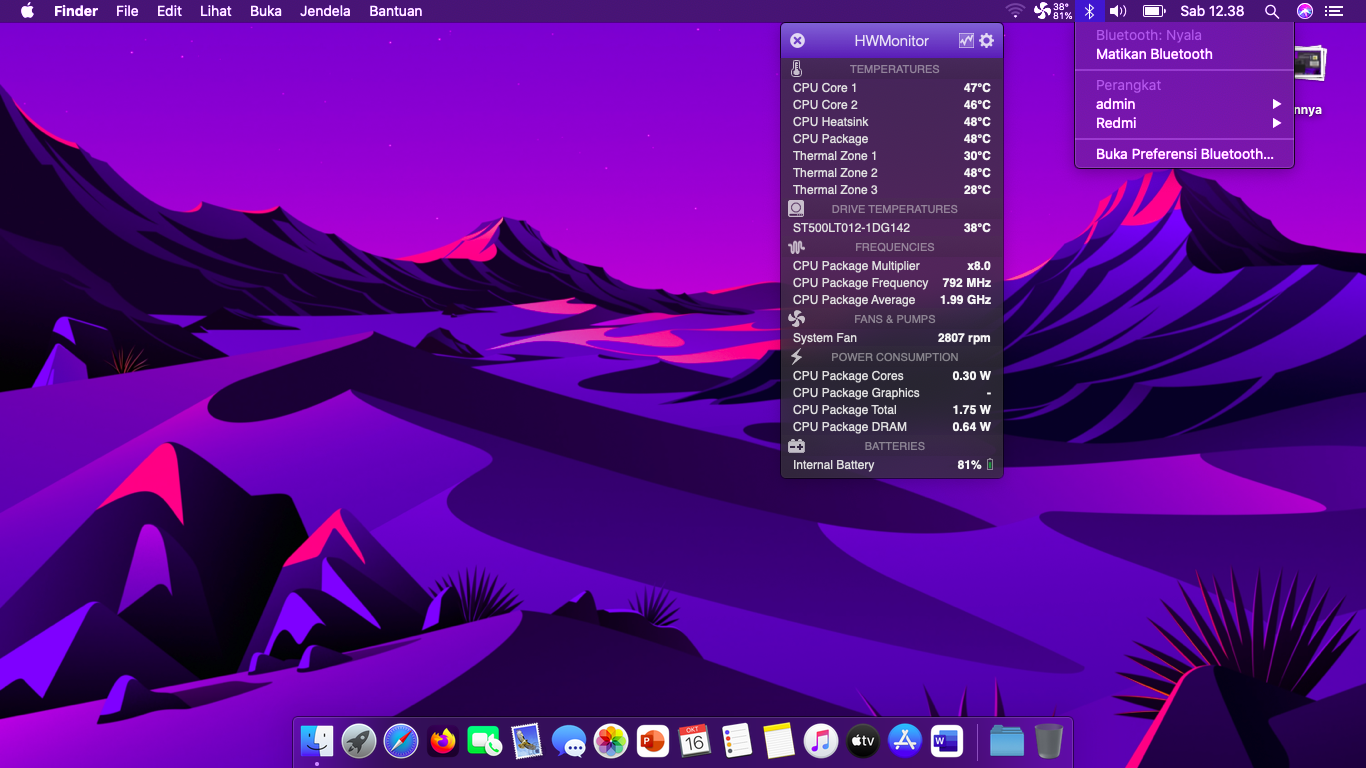 Finder File Edit Lihat Buka Jendela Bantuan 38° 81% Sab 12.38
HWMonitor
TEMPERATURES
CPU Core 1 47°C
CPU Core 2 46°C
CPU Heatsink 48°C
CPU Package 48°C
Thermal Zone 1 30°C
Thermal Zone 2 48°C
Thermal Zone 3 28°C
DRIVE TEMPERATURES
ST500LT012-1DG142 38°C
FREQUENCIES
CPU Package Multiplier x8.0
CPU Package Frequency 792 MHz
CPU Package Average 1.99 GHz
FANS & PUMPS
System Fan 2807 rpm
POWER CONSUMPTION
CPU Package Cores 0.30 W
CPU Package Graphics -
CPU Package Total 1.75 W
CPU Package DRAM 0.64 W
BATTERIES
Internal Battery 81%
Bluetooth: Nyala
Matikan Bluetooth
Perangkat
admin
Redmi
Buka Preferensi Bluetooth...
nnya
P
OKT
16
tv
W